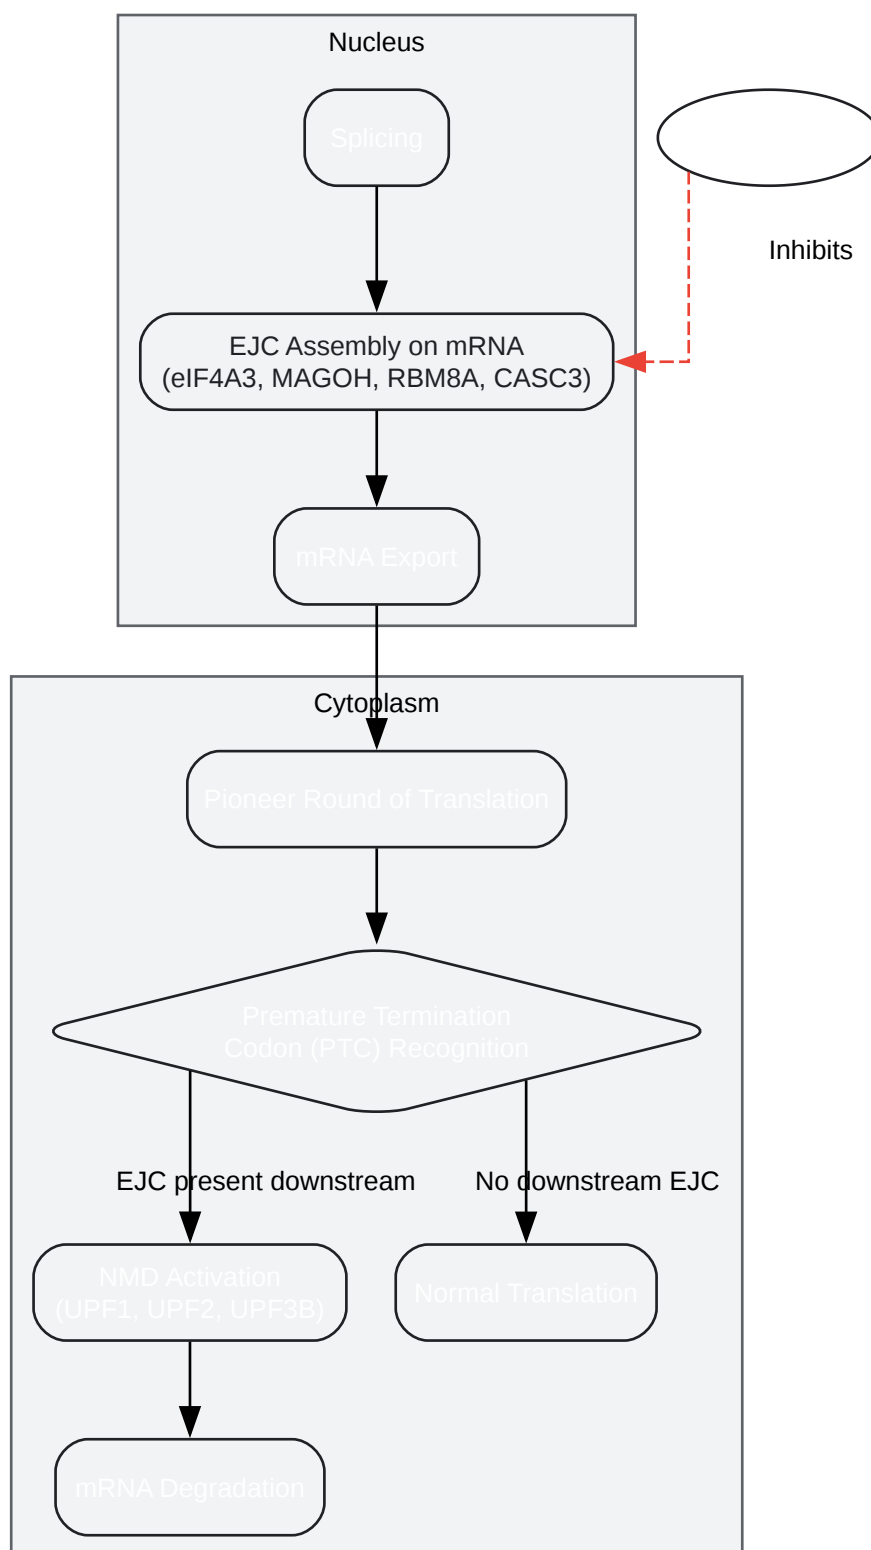 Nucleus
Splicing
Inhibits
EJC Assembly on mRNA
(eIF4A3, MAGOH, RBM8A, CASC3)
mRNA Export
Cytoplasm
Pioneer Round of Translation
Premature Termination
Codon (PTC) Recognition
EJC present downstream
No downstream EJC
NMD Activation
(UPF1, UPF2, UPF3B)
Normal Translation
mRNA Degradation